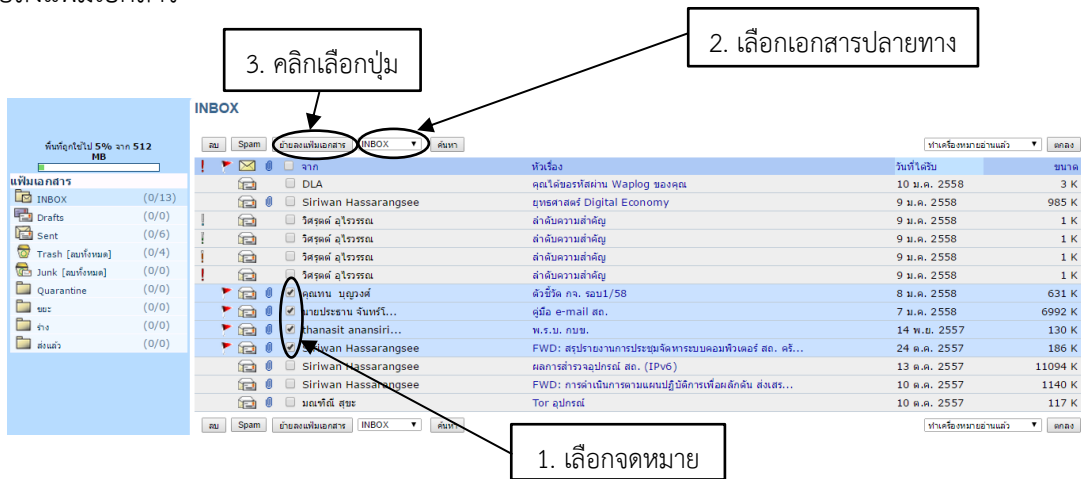 2. เลือกเอกสารปลายทาง
3. คลิกเลือกปุ่ม
INBOX
พื้นที่ถูกใช้ไป 5% จาก 512
MB
ลบ Spam ย้ายลงแฟ้มเอกสาร INBOX ค้นหา ทำเครื่องหมายอ่านแล้ว ตกลง
จาก หัวเรื่อง วันที่ได้รับ ขนาด
แฟ้มเอกสาร
INBOX (0/13)
Drafts (0/0)
Sent (0/6)
Trash [ลบทั้งหมด] (0/4)
Junk [ลบทั้งหมด] (0/0)
Quarantine (0/0)
ขยะ (0/0)
ร่าง (0/0)
ส่งแล้ว (0/0)
DLA คุณได้ขอรหัสผ่าน Waplog ของคุณ 10 ม.ค. 2558 3 K
Siriwan Hassarangsee ยุทธศาสตร์ Digital Economy 9 ม.ค. 2558 985 K
วิศรุตต์ อุไรวรรณ ลำดับความสำคัญ 9 ม.ค. 2558 1 K
วิศรุตต์ อุไรวรรณ ลำดับความสำคัญ 9 ม.ค. 2558 1 K
วิศรุตต์ อุไรวรรณ ลำดับความสำคัญ 9 ม.ค. 2558 1 K
วิศรุตต์ อุไรวรรณ ลำดับความสำคัญ 9 ม.ค. 2558 1 K
คุณทน บุญวงศ์ ตัวชี้วัด กจ. รอบ1/58 8 ม.ค. 2558 631 K
นายประธาน จันทร์โ... คู่มือ e-mail สถ. 7 ม.ค. 2558 6992 K
thanasit anansiri... พ.ร.บ. กบข. 14 พ.ย. 2557 130 K
Siriwan Hassarangsee FWD: สรุปรายงานการประชุมจัดหาระบบคอมพิวเตอร์ สถ. ครั... 24 ต.ค. 2557 186 K
Siriwan Hassarangsee ผลการสำรวจอุปกรณ์ สถ. (IPv6) 13 ต.ค. 2557 11094 K
Siriwan Hassarangsee FWD: การดำเนินการตามแผนปฏิบัติการเพื่อผลักดัน ส่งเสร... 10 ต.ค. 2557 1140 K
มณฑิณี สุขะ Tor อุปกรณ์ 10 ต.ค. 2557 117 K
ลบ Spam ย้ายลงแฟ้มเอกสาร INBOX ค้นหา ทำเครื่องหมายอ่านแล้ว ตกลง
1. เลือกจดหมาย